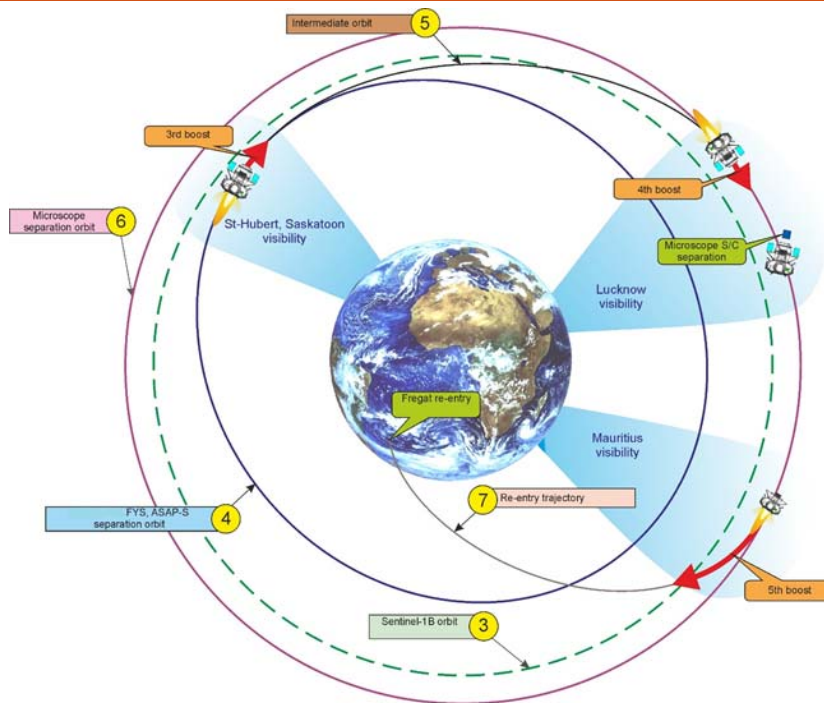 Intermediate orbit
5
3rd boost
4th boost
Microscope
separation orbit
6
St-Hubert, Saskatoon
visibility
Microscope S/C
separation
Lucknow
visibility
Fregat re-entry
Mauritius
visibility
7
Re-entry trajectory
FYS, ASAP-S
separation orbit
4
5th boost
Sentinel-1B orbit
3